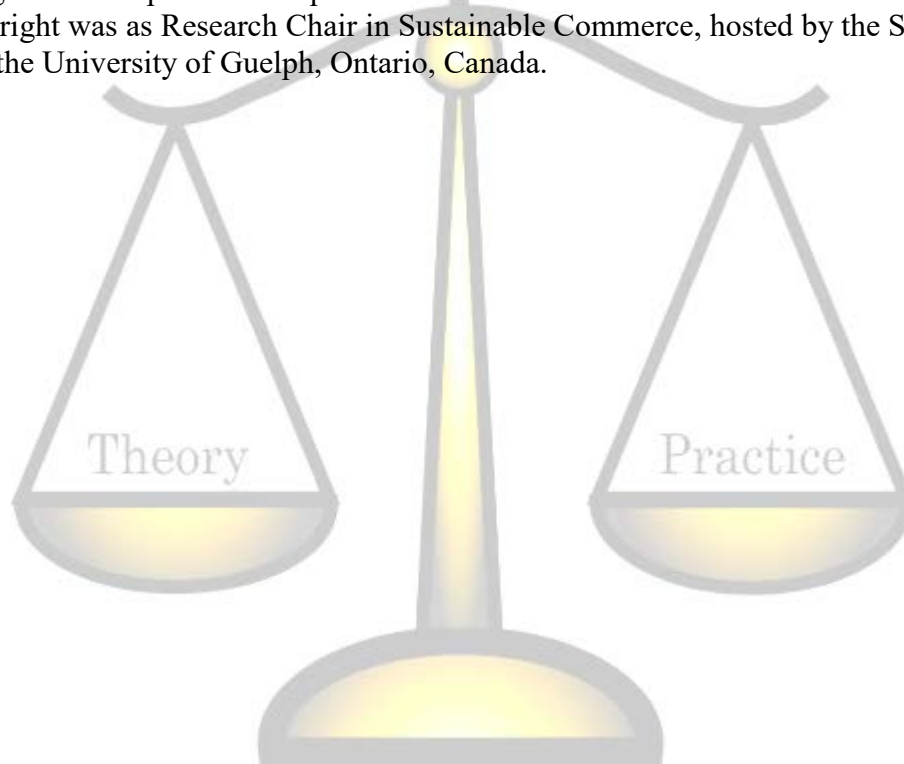 right was as Research Chair in Sustainable Commerce, hosted by the S
the University of Guelph, Ontario, Canada.
Theory Practice